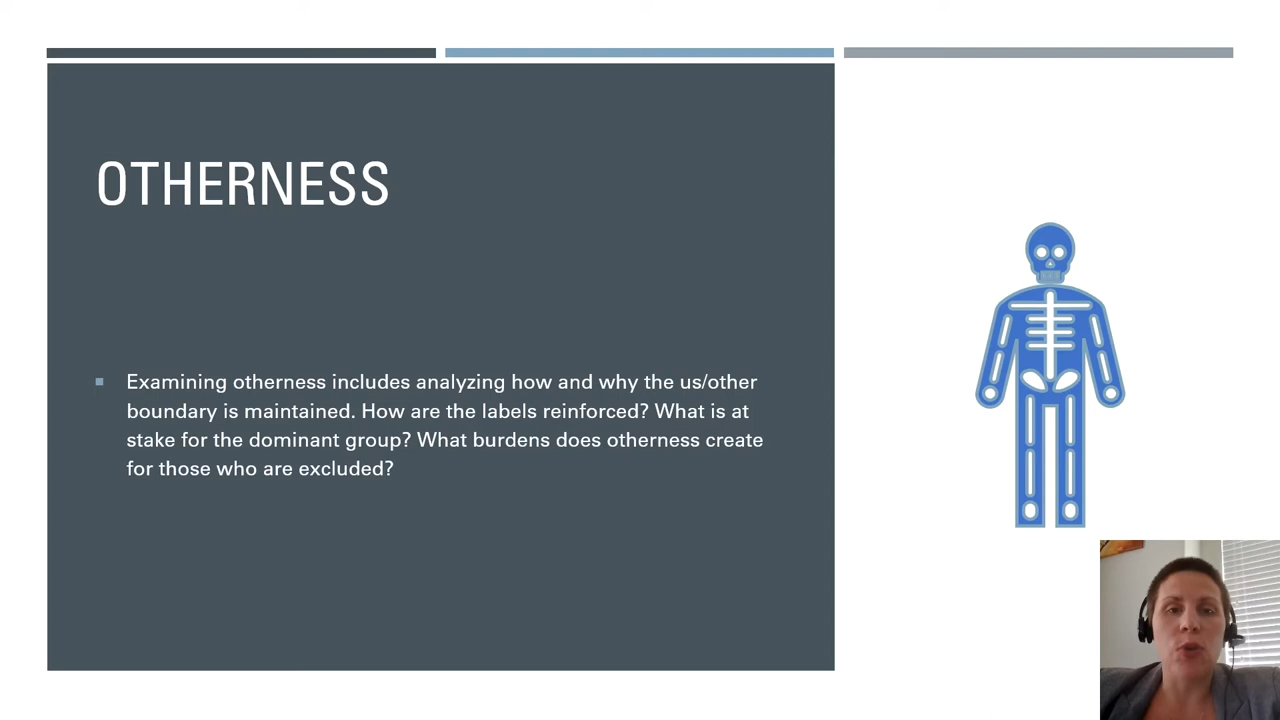 OTHERNESS
Examining otherness includes analyzing how and why the us/other
boundary is maintained. How are the labels reinforced? What is at
stake for the dominant group? What burdens does otherness create
for those who are excluded?